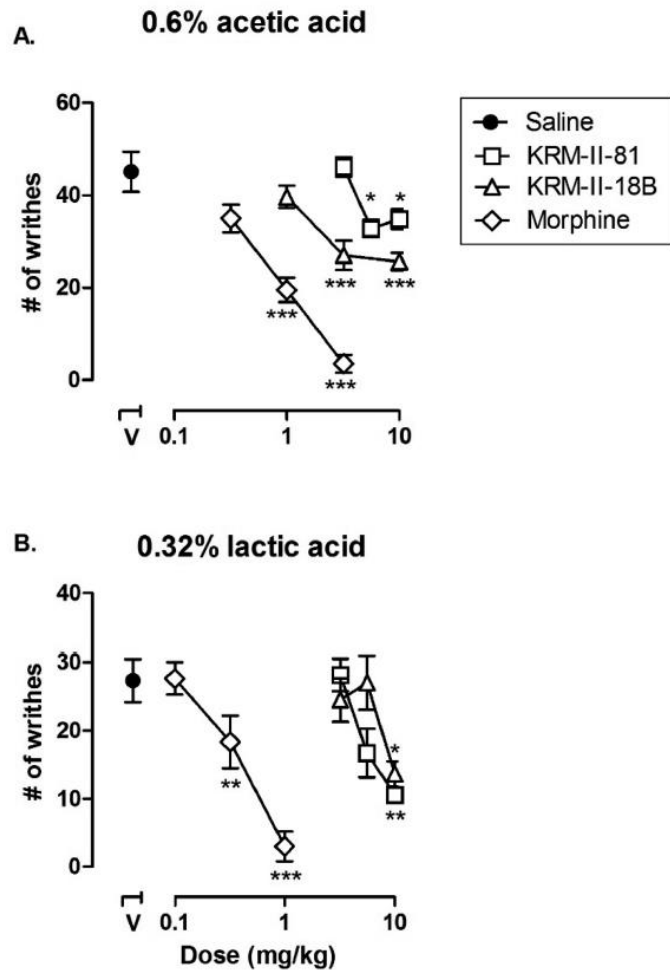 A.
0.6% acetic acid
60
40
20
0
# of writhes
* *
*** *** ***
***
V 0.1 1 10
Saline
KRM-II-81
KRM-II-18B
Morphine
B.
0.32% lactic acid
40
30
20
10
0
# of writhes
*
** **
***
V 0.1 1 10
Dose (mg/kg)